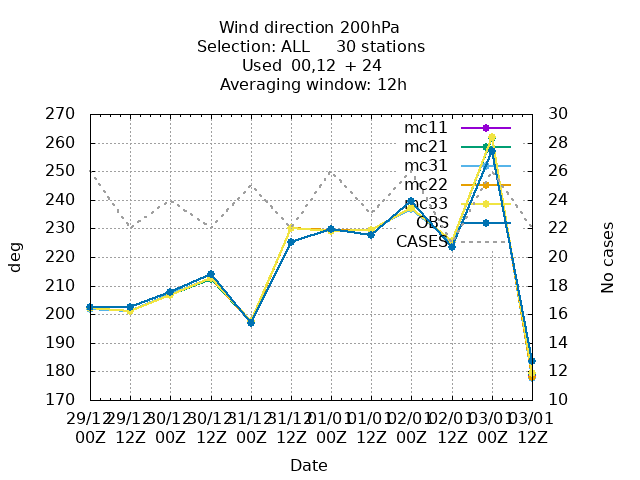 Wind direction 200hPa
Selection: ALL 30 stations
Used 00,12 + 24
Averaging window: 12h
270
260
250
240
230
220
210
200
190
180
170
30
28
26
24
22
20
18
16
14
12
10
deg
No cases
mc11
mc21
mc31
mc22
mc33
OBS
CASES
29/12 29/12 30/12 30/12 31/12 31/12 01/01 01/01 02/01 02/01 03/01 03/01
00Z 12Z 00Z 12Z 00Z 12Z 00Z 12Z 00Z 12Z 00Z 12Z
Date